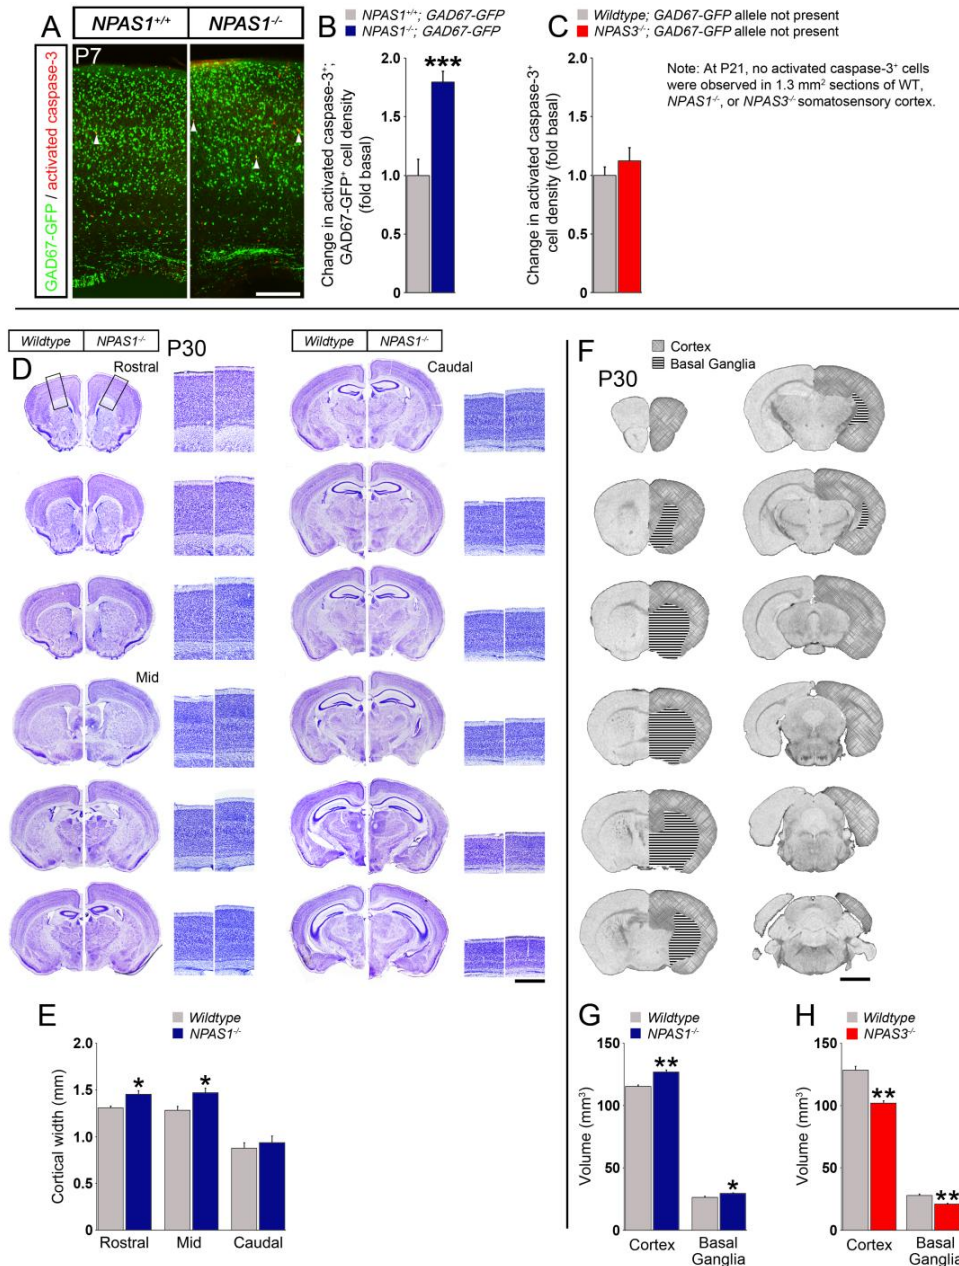 A
NPAS1+/+
NPAS1-/-
P7
GAD67-GFP / activated caspase-3
B
NPAS1+/+; GAD67-GFP
NPAS1-/-; GAD67-GFP
***
Change in activated caspase-3+;
GAD67-GFP+ cell density
(fold basal)
2.0
1.5
1.0
0.5
0
C
Wildtype; GAD67-GFP allele not present
NPAS3-/-; GAD67-GFP allele not present
Change in activated caspase-3+
cell density (fold basal)
2.0
1.5
1.0
0.5
0
Note: At P21, no activated caspase-3+ cells
were observed in 1.3 mm2 sections of WT,
NPAS1-/-, or NPAS3-/- somatosensory cortex.
D
Wildtype
NPAS1-/-
P30
Rostral
Mid
Wildtype
NPAS1-/-
Caudal
E
Wildtype
NPAS1-/-
Cortical width (mm)
2.0
1.5
1.0
0.5
0
*
*
Rostral
Mid
Caudal
F
Cortex
Basal Ganglia
P30
G
Wildtype
NPAS1-/-
Volume (mm3)
150
100
50
0
**
*
Cortex
Basal
Ganglia
H
Wildtype
NPAS3-/-
Volume (mm3)
150
100
50
0
**
**
Cortex
Basal
Ganglia